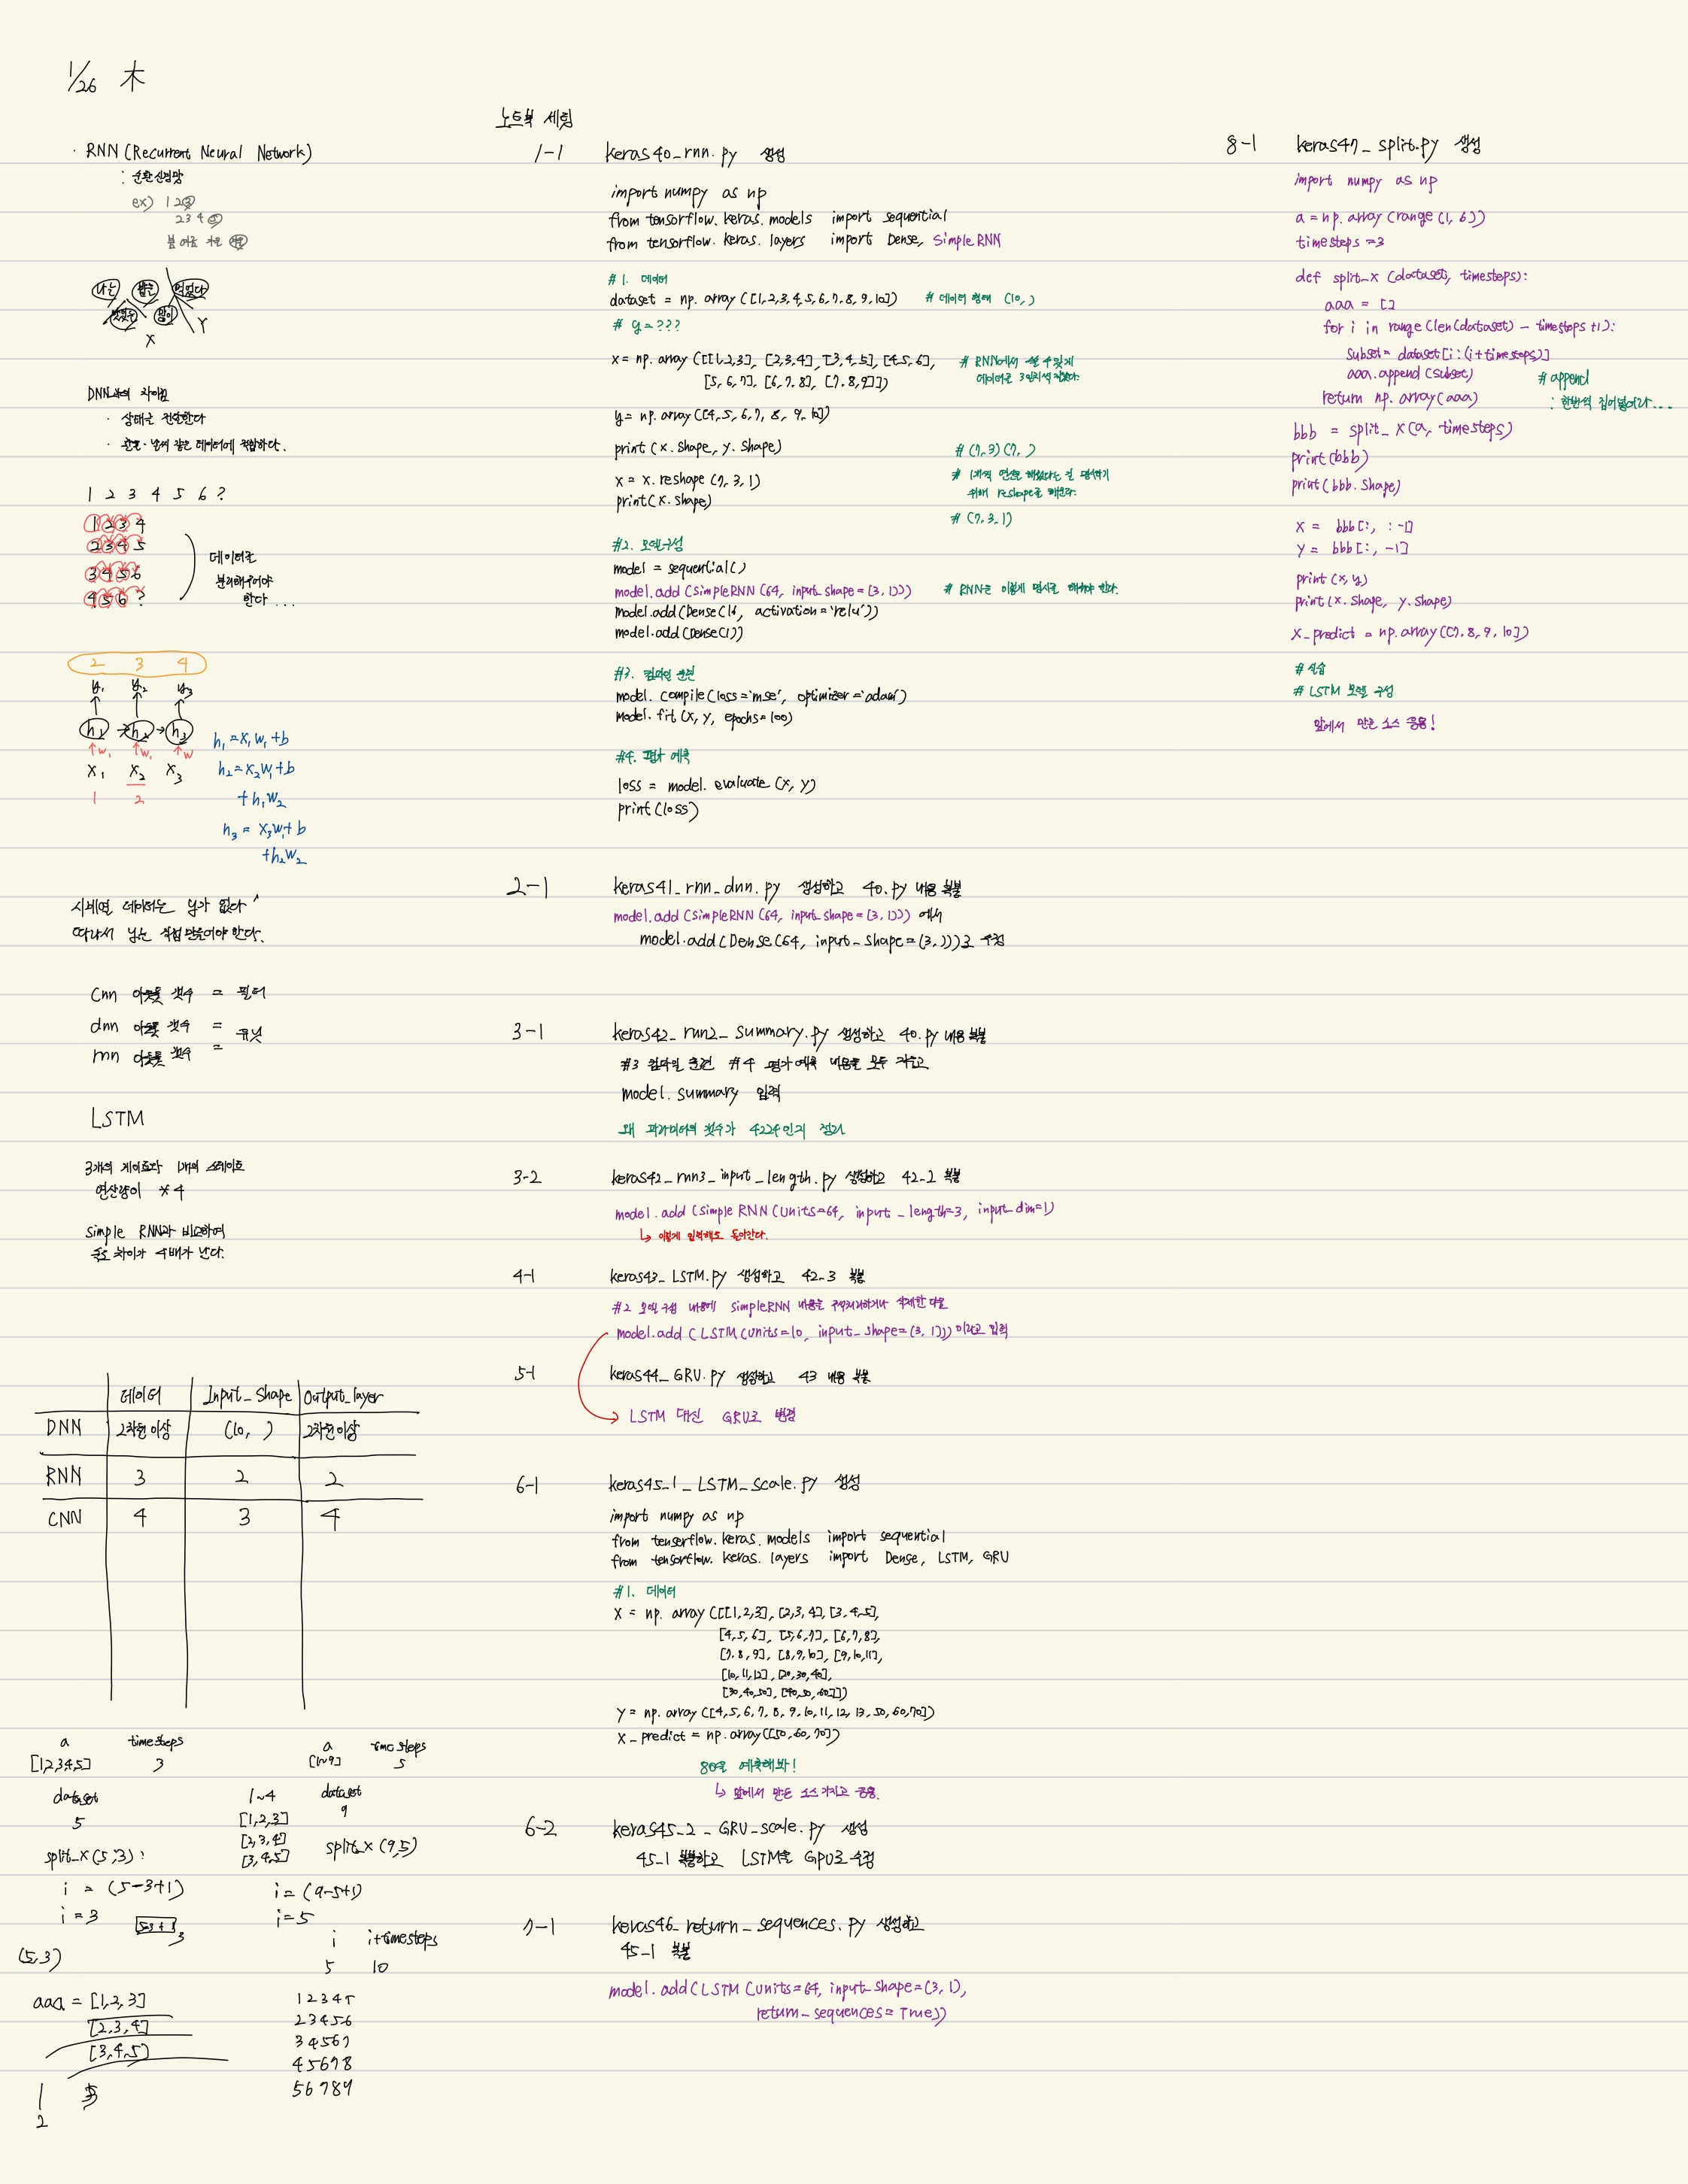 1/26 木
· RNN (Recurrent Neural Network)
: 순환신경망
ex) 1 2 3
2 3 4 5
나는 밥을 먹었다
맛있는 많이
X Y
DNN과의 차이점
· 상태를 전달한다
· 날씨 같은 데이터에 적합하다.
1 2 3 4 5 6 ?
1 2 3 4
2 3 4 5
3 4 5 6
4 5 6 ?
데이터를
분리해주어야
한다 ...
2 3 4
y₁ y₂ y₃
h₁ → h₂ → h₃
↑w₁ ↑w₁ ↑w
x₁ x₂ x₃
1 2
h₁ = x₁w₁ + b
h₂ = x₂w₁ + b
+ h₁w₂
h₃ = x₃w₁ + b
+ h₂w₂
시계열 데이터는 y가 없다
따라서 y는 직접 만들어야 한다.
Cnn 아웃풋 갯수 = 필터
dnn 아웃풋 갯수 = 유닛
rnn 아웃풋 갯수 =
LSTM
3개의 게이트와 1개의 스테이트
연산량이 * 4
simple RNN과 비교하여
속도 차이가 4배가 난다.
데이터 Input_shape Output_layer
DNN 2차원 이상 (10, ) 2차원 이상
RNN 3 2 2
CNN 4 3 4
a timesteps
[12345] 3
dataset
5
split_x (5,3) :
i = (5-3+1)
i = 3
5-3+1
3
(5,3)
aaa = [1,2,3]
[2,3,4]
[3,4,5]
1
2
1~4
[1,2,3]
[2,3,4]
[3,4,5]
a timesteps
[1~9] 5
dataset
9
split_x (9,5)
i = (9-5+1)
i = 5
i i+timesteps
5 10
1 2 3 4 5
2 3 4 5 6
3 4 5 6 7
4 5 6 7 8
5 6 7 8 9
노트북 세팅
1-1 keras40_rnn.py 생성
import numpy as np
from tensorflow.keras.models import sequential
from tensorflow.keras.layers import Dense, SimpleRNN
#1. 데이터
dataset = np.array([1,2,3,4,5,6,7,8,9,10]) # 데이터 형태 (10, )
# y = ???
x = np.array([[1,2,3], [2,3,4], [3,4,5], [4,5,6], # RNN에서 쓸 수 있게
[5,6,7], [6,7,8], [7,8,9]]) 데이터를 3일치씩 잘랐다.
y = np.array([4, 5, 6, 7, 8, 9, 10])
print (x.shape, y.shape) # (7, 3) (7, )
x = x.reshape (7, 3, 1) # 1개씩 연산을 해줬다는 걸 명시하기
위해 reshape을 해준다.
print(x.shape) # (7, 3, 1)
#2. 모델구성
model = sequential()
model.add (SimpleRNN (64, input_shape = (3, 1))) # RNN은 이렇게 명시를 해줘야 한다.
model.add(Dense(16, activation = 'relu'))
model.add(Dense(1))
#3. 컴파일 훈련
model.compile(loss='mse', optimizer='adam')
model.fit (x, y, epochs=100)
#4. 평가 예측
loss = model.evaluate (x, y)
print (loss)
2-1 keras41_rnn_dnn.py 생성하고 40.py 내용 복붙
model.add (SimpleRNN (64, input_shape = (3, 1))) 에서
model.add (Dense (64, input_shape = (3, )))로 수정
3-1 keras42_rnn2_summary.py 생성하고 40.py 내용 복붙
#3 컴파일 훈련 #4 평가예측 내용을 모두 지우고
model.summary 입력
왜 파라미터의 갯수가 4224인지 정리
3-2 keras42_rnn3_input_length.py 생성하고 42-2 복붙
model.add (simple RNN (units=64, input_length=3, input_dim=1)
↳ 이렇게 입력해도 돌아간다.
4-1 keras43_LSTM.py 생성하고 42-3 복붙
#2 모델구성 내용에 simpleRNN 내용을 주석처리하거나 삭제한 다음
model.add (LSTM (units=10, input_shape=(3, 1))) 이라고 입력
5-1 keras44_GRU.py 생성하고 43 내용 복붙
LSTM 대신 GRU로 변경
6-1 keras45_1_LSTM_scale.py 생성
import numpy as np
from tenserflow.keras.models import sequential
from tensorflow.keras.layers import Dense, LSTM, GRU
#1. 데이터
x = np.array([[1,2,3], [2,3,4], [3,4,5],
[4,5,6], [5,6,7], [6,7,8],
[7,8,9], [8,9,10], [9,10,11],
[10,11,12], [20,30,40],
[30,40,50], [40,50,60]])
y = np.array([4,5,6,7,8,9,10,11,12,13,50,60,70])
x_predict = np.array([50,60,70])
80을 예측해봐!
↳ 앞에서 만든 소스 가지고 응용.
6-2 keras45_2_GRU_scale.py 생성
45_1 복붙하고 LSTM을 GPU로 수정
7-1 keras46_return_sequences.py 생성하고
45_1 복붙
model.add(LSTM (units=64, input_shape=(3, 1),
return_sequences = True))
8-1 keras47_split.py 생성
import numpy as np
a = np.array (range (1, 6))
timesteps = 3
def split_x (dataset, timesteps):
aaa = []
for i in range (len(dataset) - timesteps +1):
subset = dataset[i : (i+timesteps)]
aaa.append (subset) # append
return np.array(aaa) : 한번씩 집어넣어라...
bbb = split_x(a, timesteps)
print(bbb)
print (bbb.shape)
x = bbb[:, : -1]
y = bbb[:, -1]
print (x,y)
print (x.shape, y.shape)
x_predict = np.array([7, 8, 9, 10])
# 실습
# LSTM 모델 구성
앞에서 만든 소스 응용!